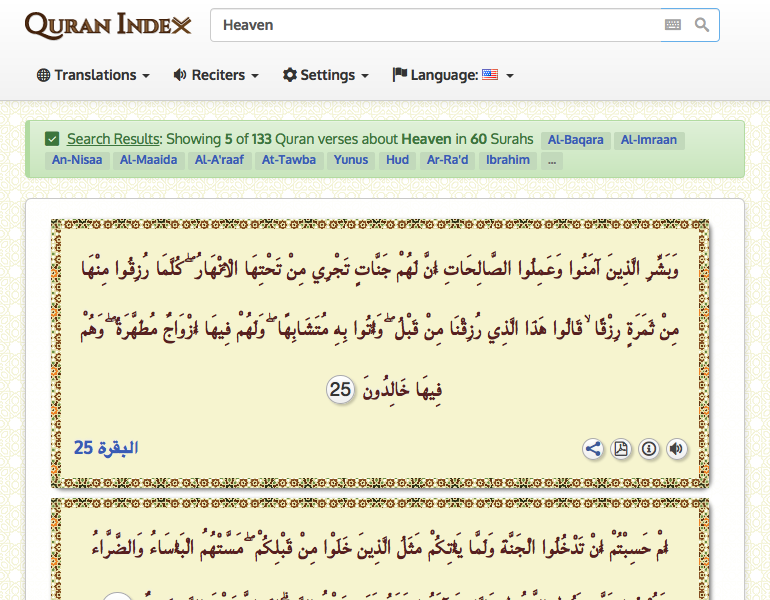 QURAN INDEX
Heaven
Translations
Reciters
Settings
Language:
Search Results: Showing 5 of 133 Quran verses about Heaven in 60 Surahs Al-Baqara Al-Imraan
An-Nisaa Al-Maaida Al-A'raaf At-Tawba Yunus Hud Ar-Ra'd Ibrahim ...
وَبَشِّرِ الَّذِينَ آمَنُوا وَعَمِلُوا الصَّالِحَاتِ أَنَّ لَهُمْ جَنَّاتٍ تَجْرِي مِنْ تَحْتِهَا الْأَنْهَارُ ۖ كُلَّمَا رُزِقُوا مِنْهَا
مِنْ ثَمَرَةٍ رِزْقًا ۙ قَالُوا هَذَا الَّذِي رُزِقْنَا مِنْ قَبْلُ ۖ وَأُتُوا بِهِ مُتَشَابِهًا ۖ وَلَهُمْ فِيهَا أَزْوَاجٌ مُطَهَّرَةٌ ۖ وَهُمْ
فِيهَا خَالِدُونَ 25
البقرة 25
أَمْ حَسِبْتُمْ أَنْ تَدْخُلُوا الْجَنَّةَ وَلَمَّا يَأْتِكُمْ مَثَلُ الَّذِينَ خَلَوْا مِنْ قَبْلِكُمْ ۖ مَسَّتْهُمُ الْبَأْسَاءُ وَالضَّرَّاءُ